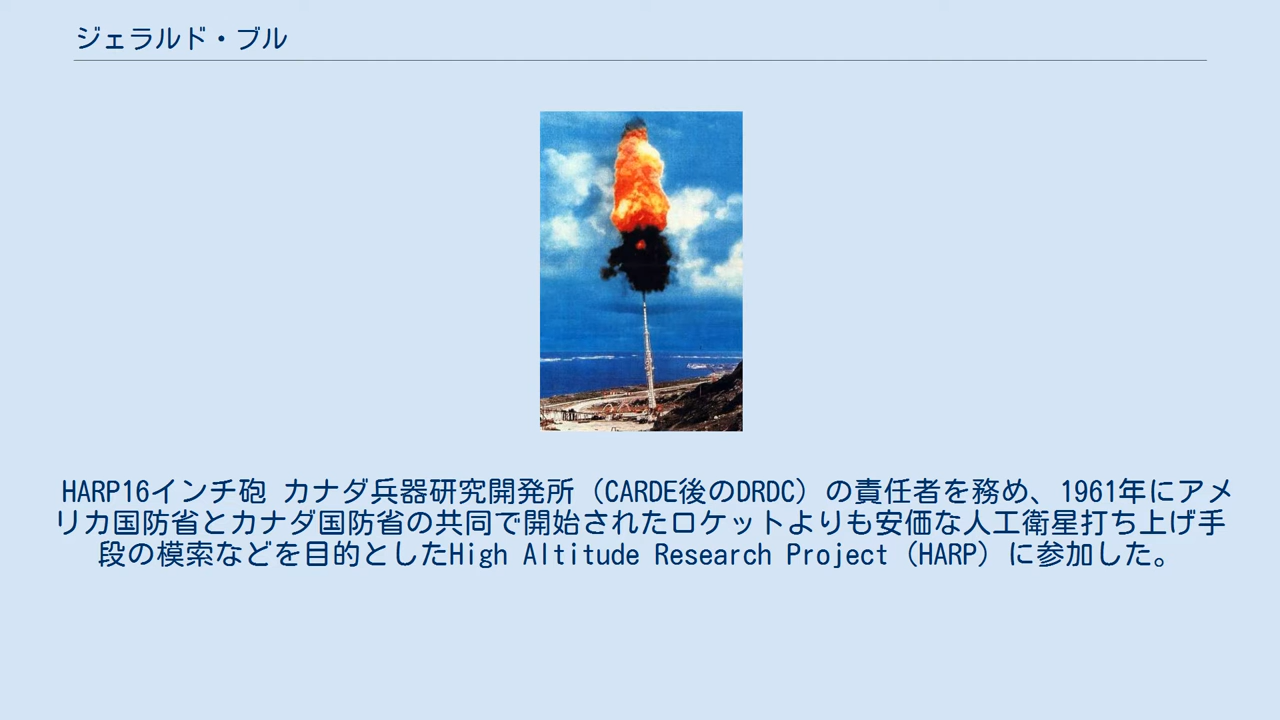 ジェラルド・ブル
HARP16インチ砲 カナダ兵器研究開発所（CARDE後のDRDC）の責任者を務め、1961年にアメ
リカ国防省とカナダ国防省の共同で開始されたロケットよりも安価な人工衛星打ち上げ手
段の模索などを目的としたHigh Altitude Research Project（HARP）に参加した。